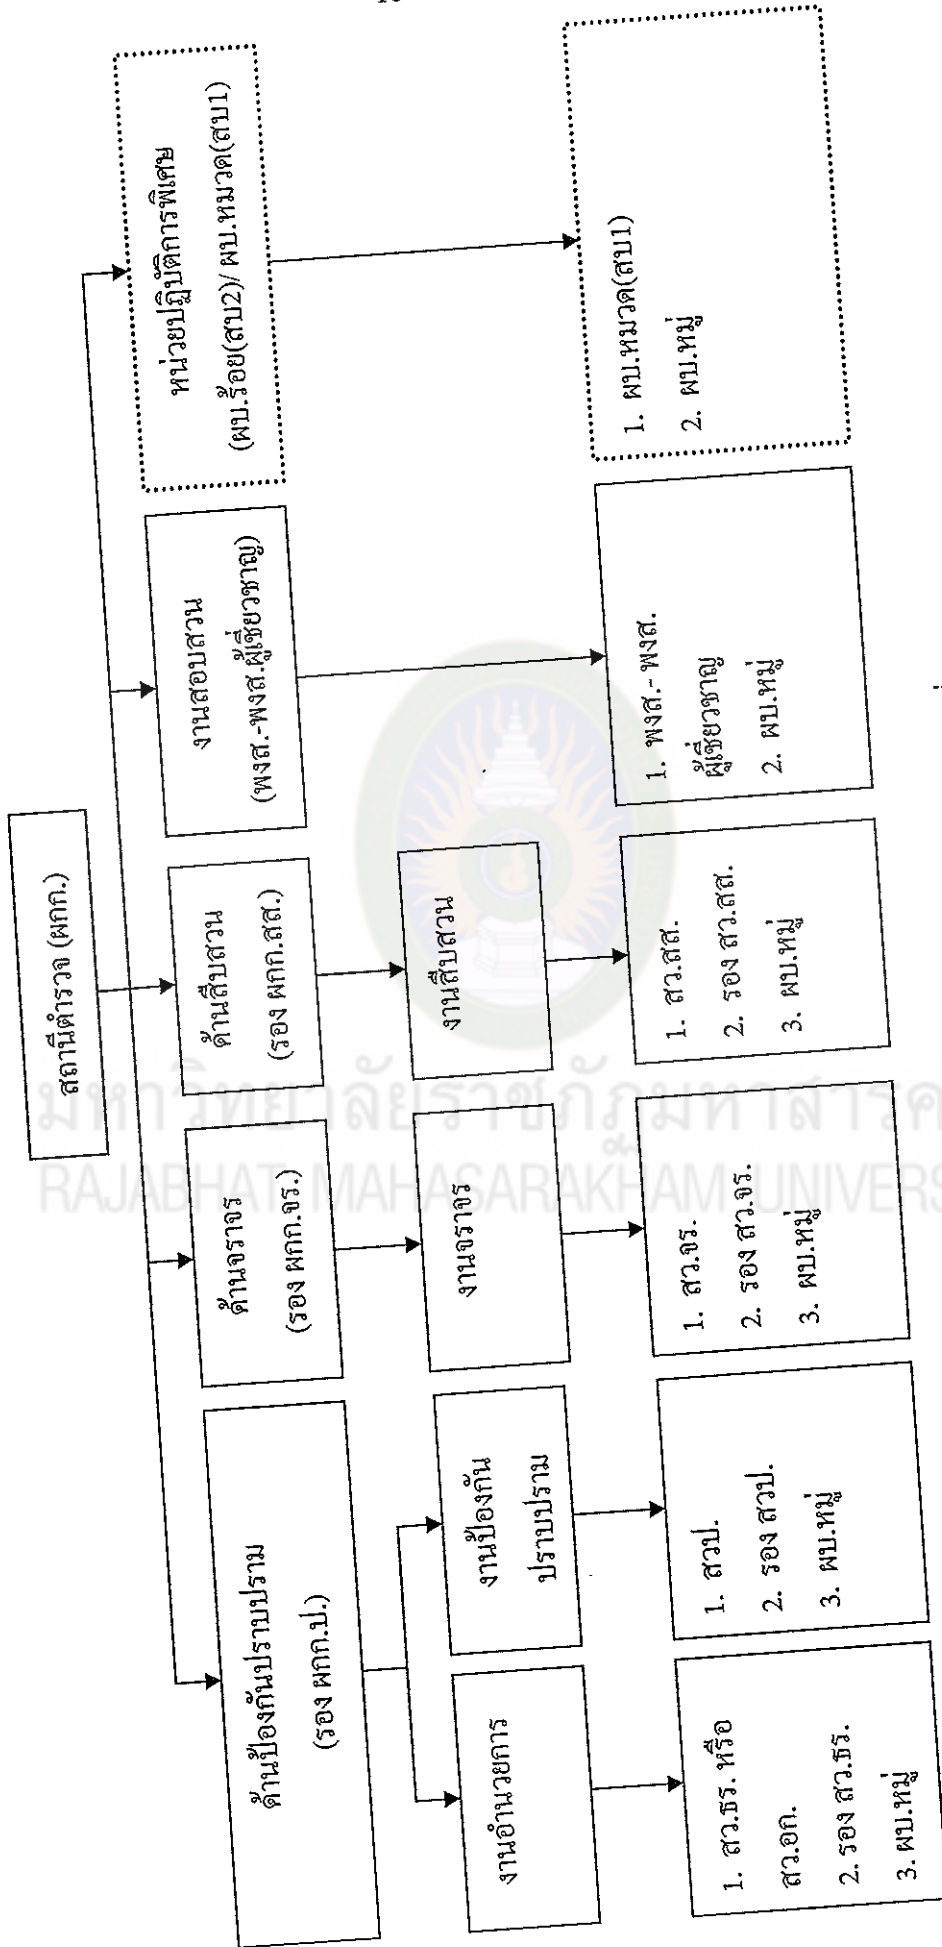 สถานีตำรวจ (ผกก.)
ด้านป้องกันปราบปราม
(รอง ผกก.ป.)
ด้านจราจร
(รอง ผกก.จร.)
ด้านสืบสวน
(รอง ผกก.สส.)
งานสอบสวน
(พงส.-พงส.ผู้เชี่ยวชาญ)
หน่วยปฏิบัติการพิเศษ
(ผบ.ร้อย(สบ2)/ ผบ.หมวด(สบ1)
งานอำนวยการ
งานป้องกัน
ปราบปราม
งานจราจร
งานสืบสวน
1. สว.ธร. หรือ
สว.อก.
2. รอง สว.ธร.
3. ผบ.หมู่
1. สวป.
2. รอง สวป.
3. ผบ.หมู่
1. สว.จร.
2. รอง สว.จร.
3. ผบ.หมู่
1. สว.สส.
2. รอง สว.สส.
3. ผบ.หมู่
1. พงส.- พงส.
ผู้เชี่ยวชาญ
2. ผบ.หมู่
1. ผบ.หมวด(สบ1)
2. ผบ.หมู่
มหาวิทยาลัยราชภัฏมหาสารค
RAJABHAT MAHASARAKHAM UNIVERS